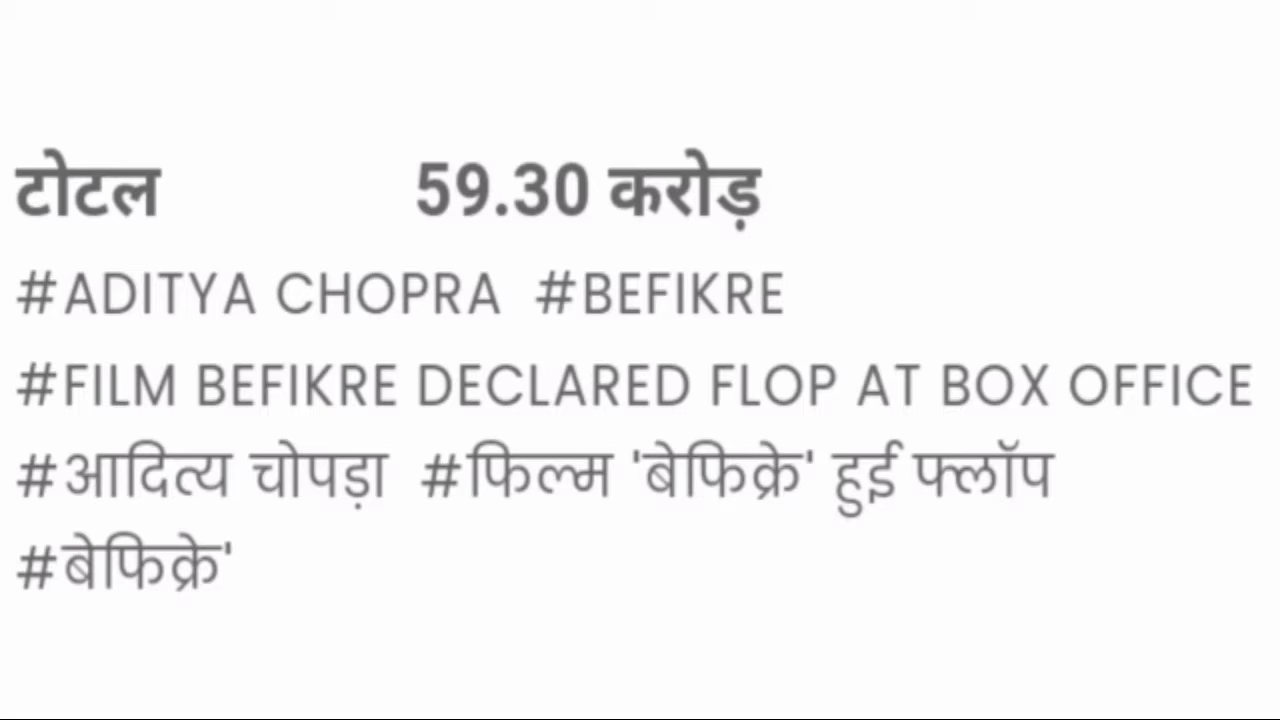 टोटल 59.30 करोड़
#ADITYA CHOPRA #BEFIKRE
#FILM BEFIKRE DECLARED FLOP AT BOX OFFICE
#आदित्य चोपड़ा #फिल्म 'बेफिक्रे' हुई फ्लॉप
#बेफिक्रे'